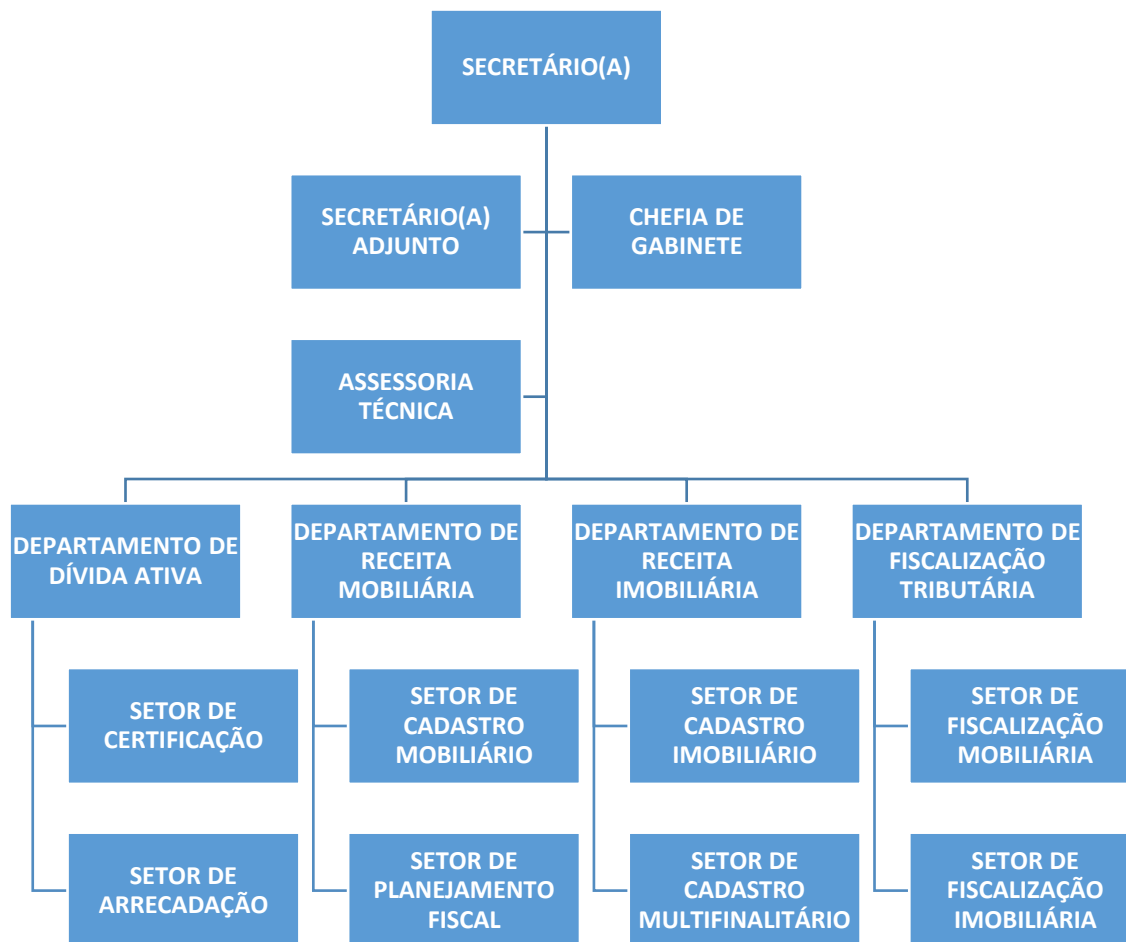 SECRETÁRIO(A)
SECRETÁRIO(A)
ADJUNTO
CHEFIA DE
GABINETE
ASSESSORIA
TÉCNICA
DEPARTAMENTO DE
DÍVIDA ATIVA
DEPARTAMENTO DE
RECEITA
MOBILIÁRIA
DEPARTAMENTO DE
RECEITA
IMOBILIÁRIA
DEPARTAMENTO DE
FISCALIZAÇÃO
TRIBUTÁRIA
SETOR DE
CERTIFICAÇÃO
SETOR DE
CADASTRO
MOBILIÁRIO
SETOR DE
CADASTRO
IMOBILIÁRIO
SETOR DE
FISCALIZAÇÃO
MOBILIÁRIA
SETOR DE
ARRECADAÇÃO
SETOR DE
PLANEJAMENTO
FISCAL
SETOR DE
CADASTRO
MULTIFINALITÁRIO
SETOR DE
FISCALIZAÇÃO
IMOBILIÁRIA